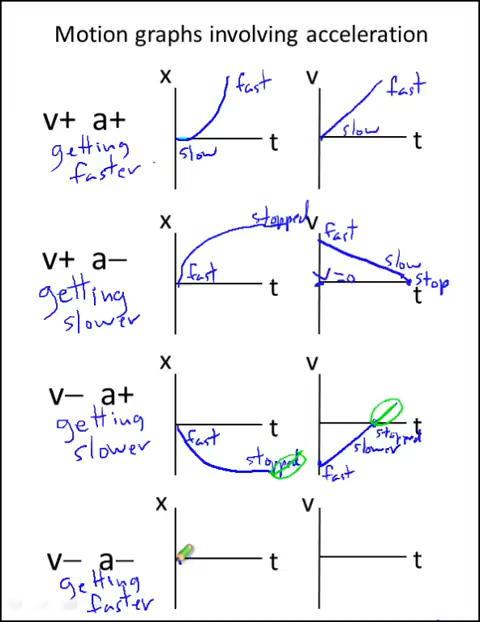 Motion graphs involving acceleration
x fast v fast
v+ a+ slow t slow t
getting
faster
x stopped v fast
v+ a– fast t v=0 slow stop t
getting
slower
x v
v– a+ t t
getting fast stopped
slower stopped fast slower
x v
v– a– t t
getting
faster